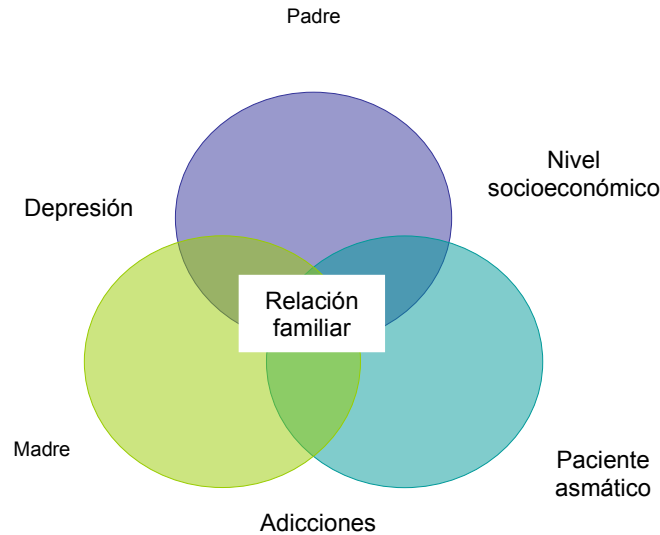 Padre
Nivel
socioeconómico
Depresión
Relación
familiar
Madre
Paciente
asmático
Adicciones